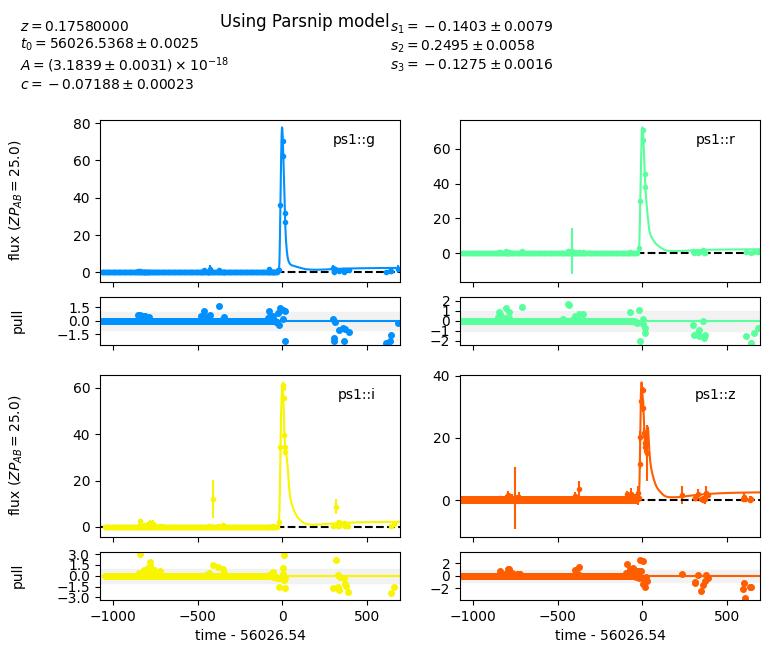 Using Parsnip model
z = 0.17580000
t₀ = 56026.5368 ± 0.0025
A = (3.1839 ± 0.0031) × 10⁻¹⁸
c = −0.07188 ± 0.00023
s₁ = −0.1403 ± 0.0079
s₂ = 0.2495 ± 0.0058
s₃ = −0.1275 ± 0.0016
flux (ZP_AB = 25.0)
80
60
40
20
0
ps1::g
60
40
20
0
ps1::r
pull
1.5
0.0
−1.5
2
1
0
−1
−2
flux (ZP_AB = 25.0)
60
40
20
0
ps1::i
40
20
0
ps1::z
pull
3.0
1.5
0.0
−1.5
−3.0
−1000 −500 0 500
time - 56026.54
2
0
−2
−1000 −500 0 500
time - 56026.54